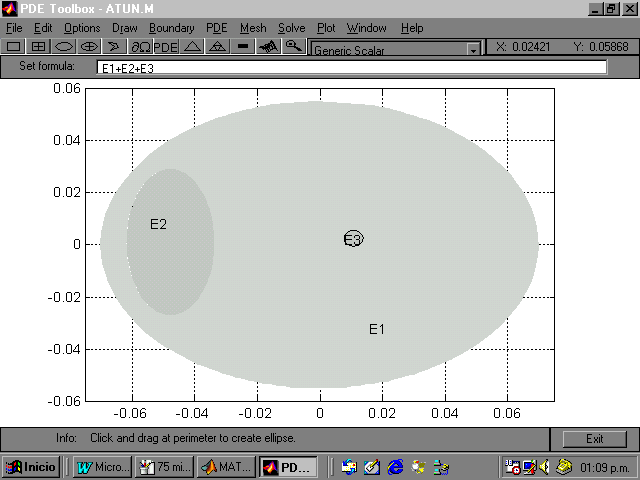 PDE Toolbox - ATUN.M
File Edit Options Draw Boundary PDE Mesh Solve Plot Window Help
∂Ω PDE Generic Scalar X: 0.02421 Y: 0.05868
Set formula: E1+E2+E3
0.06
0.04
0.02
E2
E3
0
-0.02
E1
-0.04
-0.06
-0.06 -0.04 -0.02 0 0.02 0.04 0.06
Info: Click and drag at perimeter to create ellipse. Exit
Inicio Micro... 75 mi... MAT... PD... 01:09 p.m.